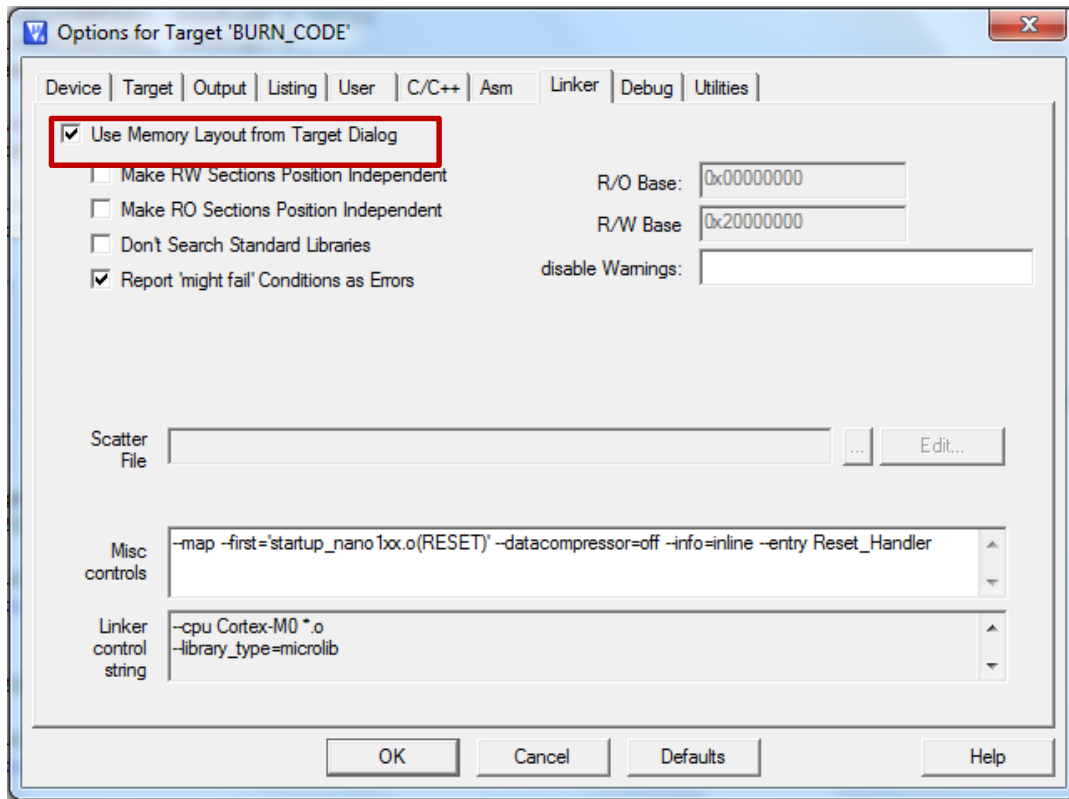 Options for Target 'BURN_CODE'
Device Target Output Listing User C/C++ Asm Linker Debug Utilities
Use Memory Layout from Target Dialog
Make RW Sections Position Independent
R/O Base: 0x00000000
Make RO Sections Position Independent
R/W Base 0x20000000
Don't Search Standard Libraries
disable Warnings:
Report 'might fail' Conditions as Errors
Scatter
File
...
Edit...
Misc
controls
--map --first='startup_nano1xx.o(RESET)' --datacompressor=off --info=inline --entry Reset_Handler
Linker
control
string
--cpu Cortex-M0 *.o
--library_type=microlib
OK Cancel Defaults Help